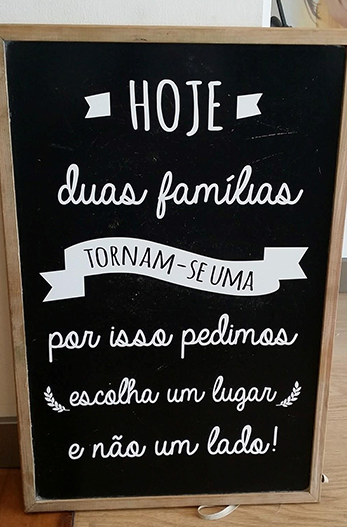 HOJE
duas famílias
TORNAM-SE UMA
por isso pedimos
escolha um lugar
e não um lado!